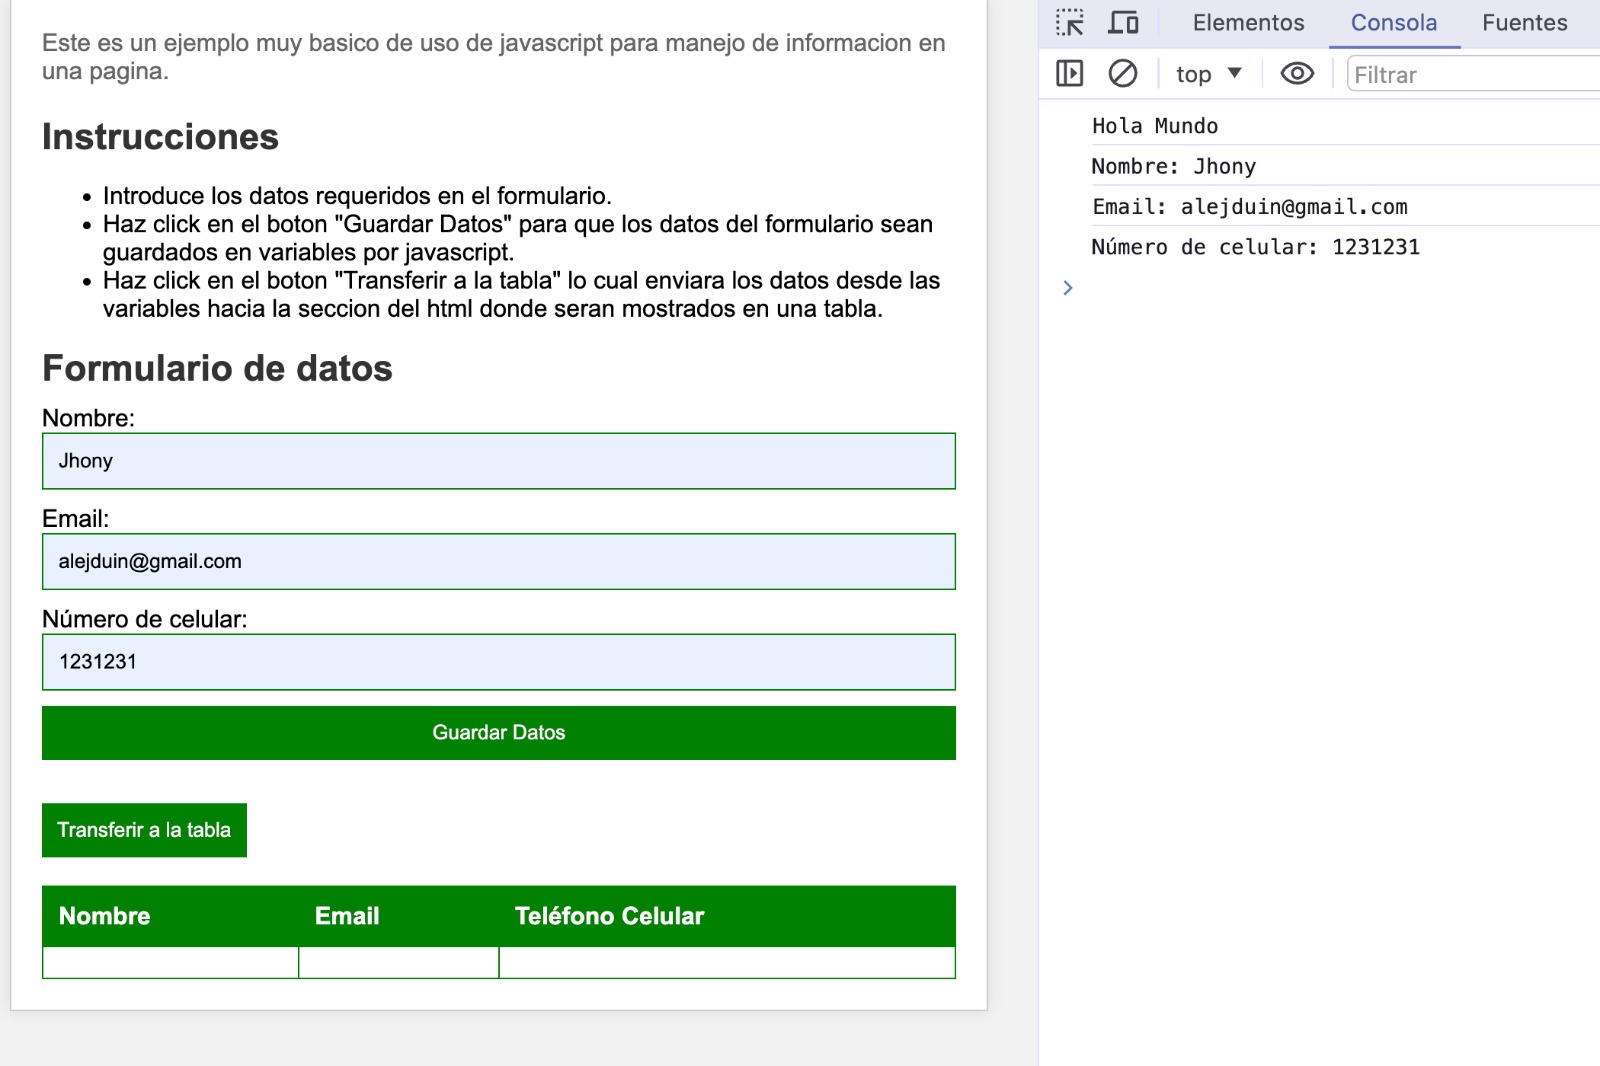 Este es un ejemplo muy basico de uso de javascript para manejo de informacion en
una pagina.
Instrucciones
Introduce los datos requeridos en el formulario.
Haz click en el boton "Guardar Datos" para que los datos del formulario sean
guardados en variables por javascript.
Haz click en el boton "Transferir a la tabla" lo cual enviara los datos desde las
variables hacia la seccion del html donde seran mostrados en una tabla.
Formulario de datos
Nombre:
Jhony
Email:
alejduin@gmail.com
Número de celular:
1231231
Guardar Datos
Transferir a la tabla
Nombre Email Teléfono Celular
Elementos Consola Fuentes
top Filtrar
Hola Mundo
Nombre: Jhony
Email: alejduin@gmail.com
Número de celular: 1231231